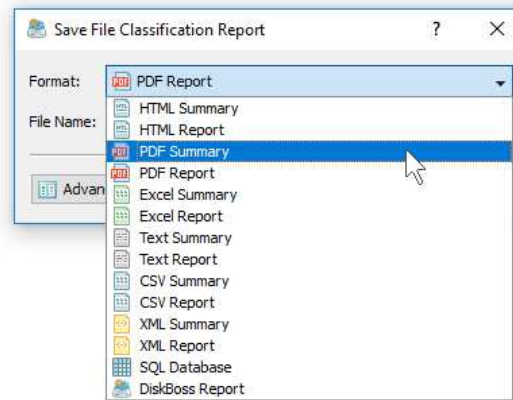 Save File Classification Report ?
Format: PDF Report
File Name:
HTML Summary
HTML Report
PDF Summary
PDF Report
Advan
Excel Summary
Excel Report
Text Summary
Text Report
CSV Summary
CSV Report
XML Summary
XML Report
SQL Database
DiskBoss Report